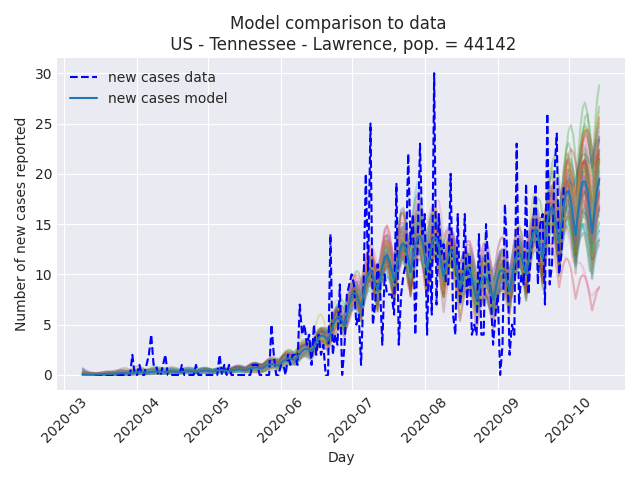 Model comparison to data
US - Tennessee - Lawrence, pop. = 44142
new cases data
new cases model
Number of new cases reported
30
25
20
15
10
5
0
2020-03
2020-04
2020-05
2020-06
2020-07
2020-08
2020-09
2020-10
Day